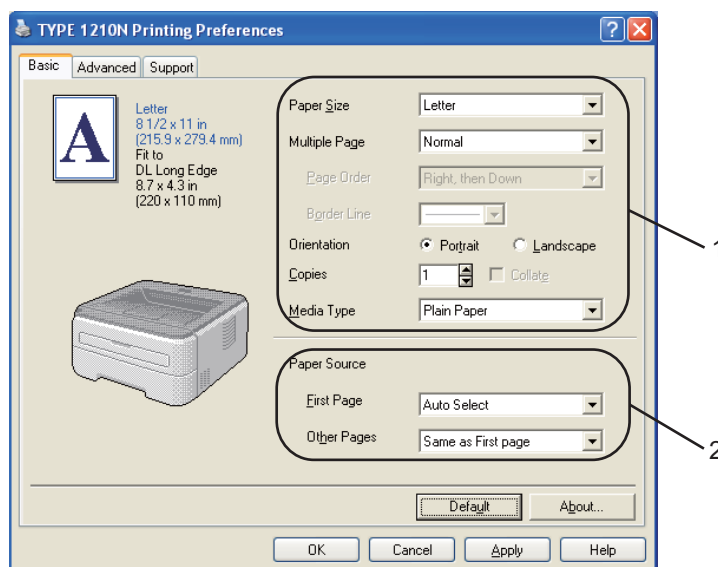 TYPE 1210N Printing Preferences
Basic Advanced Support
A
Letter
8 1/2 x 11 in
(215.9 x 279.4 mm)
Fit to
DL Long Edge
8.7 x 4.3 in
(220 x 110 mm)
Paper Size Letter
Multiple Page Normal
Page Order Right, then Down
Border Line
Orientation Portrait Landscape
Copies 1 Collate
Media Type Plain Paper
1
Paper Source
First Page Auto Select
Other Pages Same as First page
2
Default About...
OK Cancel Apply Help